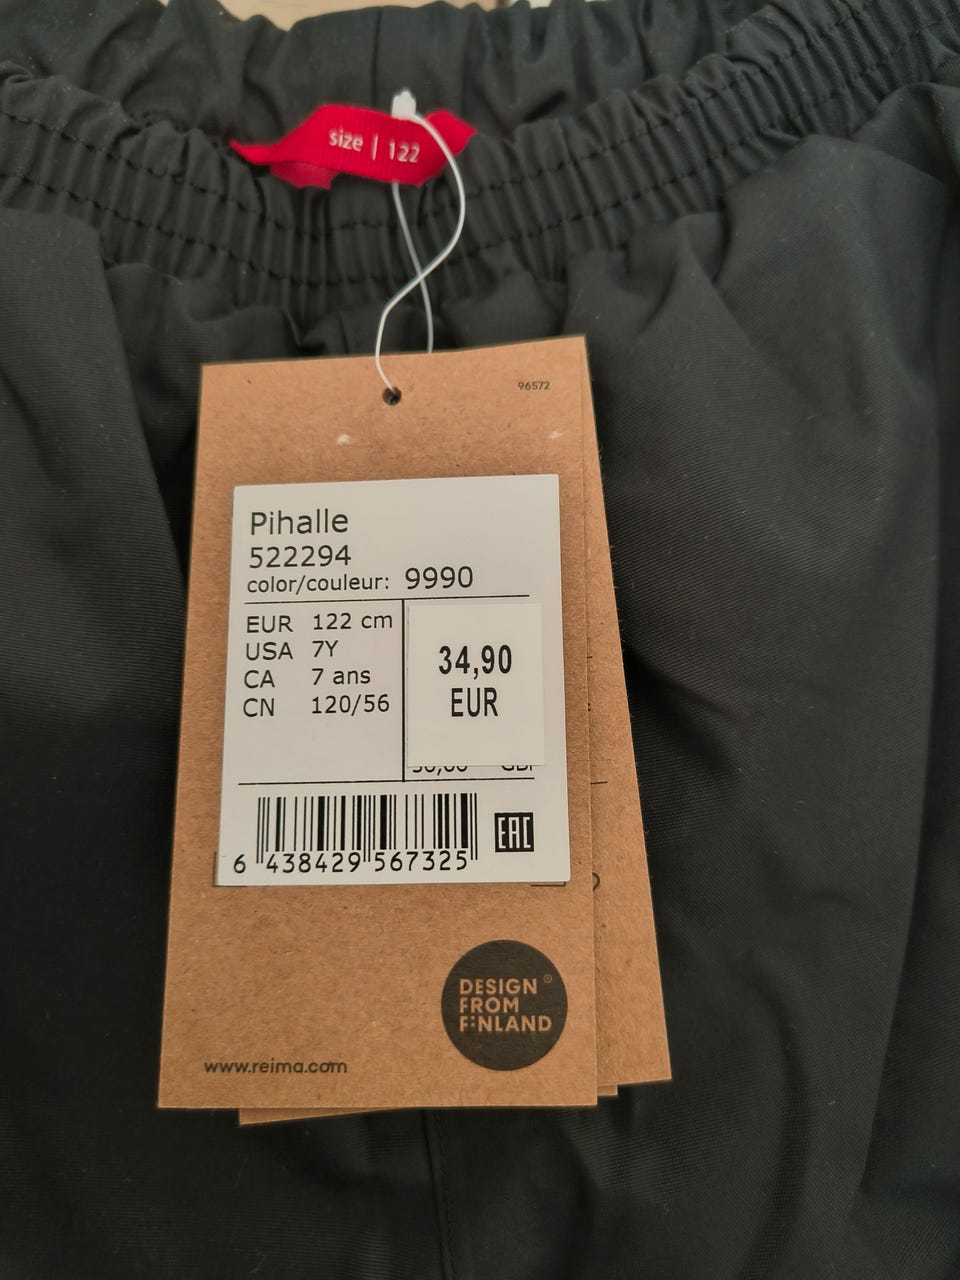 size | 122
96572
Pihalle
522294
color/couleur: 9990
EUR 122 cm
USA 7Y
CA 7 ans
CN 120/56
34,90
EUR
6 438429 567325
EAC
DESIGN ®
FROM
FINLAND
www.reima.com